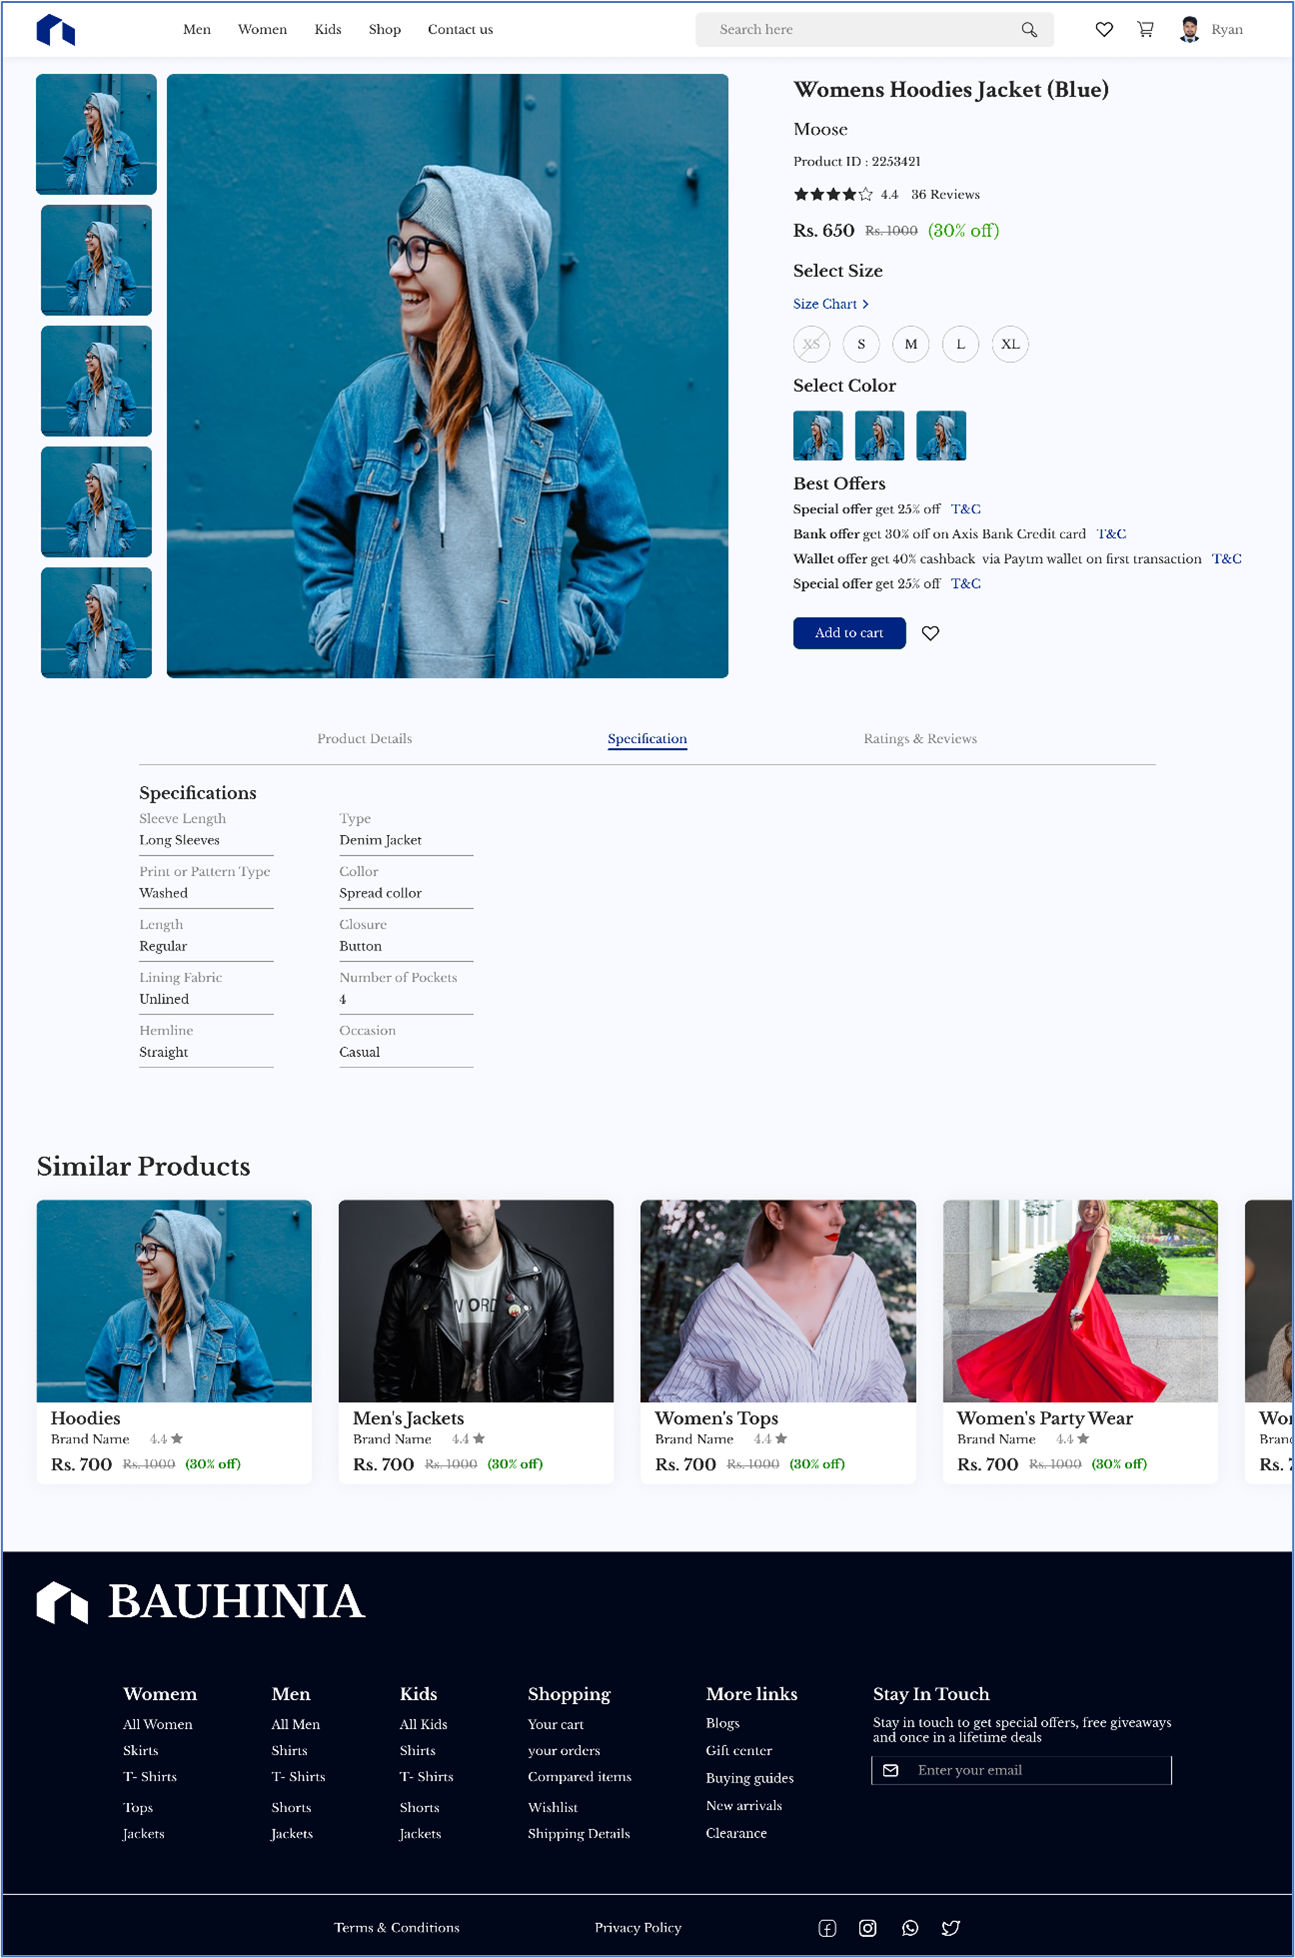 Men Women Kids Shop Contact us Search here Ryan
Womens Hoodies Jacket (Blue)
Moose
Product ID : 2253421
4.4 36 Reviews
Rs. 650 Rs. 1000 (30% off)
Select Size
Size Chart >
XS S M L XL
Select Color
Best Offers
Special offer get 25% off T&C
Bank offer get 30% off on Axis Bank Credit card T&C
Wallet offer get 40% cashback via Paytm wallet on first transaction T&C
Special offer get 25% off T&C
Add to cart
Product Details Specification Ratings & Reviews
Specifications
Sleeve Length Type
Long Sleeves Denim Jacket
Print or Pattern Type Collor
Washed Spread collor
Length Closure
Regular Button
Lining Fabric Number of Pockets
Unlined 4
Hemline Occasion
Straight Casual
Similar Products
Hoodies Men's Jackets Women's Tops Women's Party Wear
Brand Name 4.4 Brand Name 4.4 Brand Name 4.4 Brand Name 4.4
Rs. 700 Rs. 1000 (30% off) Rs. 700 Rs. 1000 (30% off) Rs. 700 Rs. 1000 (30% off) Rs. 700 Rs. 1000 (30% off)
BAUHINIA
Womem Men Kids Shopping More links Stay In Touch
All Women All Men All Kids Your cart Blogs Stay in touch to get special offers, free giveaways
and once in a lifetime deals
Skirts Shirts Shirts your orders Gift center
T- Shirts T- Shirts T- Shirts Compared items Buying guides Enter your email
Tops Shorts Shorts Wishlist New arrivals
Jackets Jackets Jackets Shipping Details Clearance
Terms & Conditions Privacy Policy